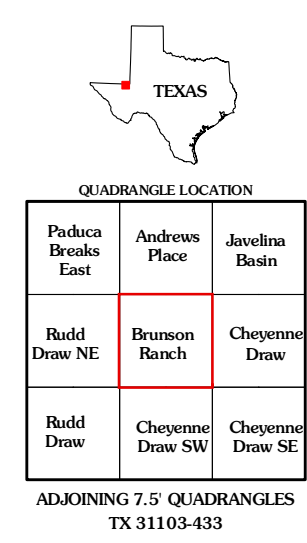 TEXAS
QUADRANGLE LOCATION
Paduca
Breaks
East
Andrews
Place
Javelina
Basin
Rudd
Draw NE
Brunson
Ranch
Cheyenne
Draw
Rudd
Draw
Cheyenne
Draw SW
Cheyenne
Draw SE
ADJOINING 7.5' QUADRANGLES
TX 31103-433